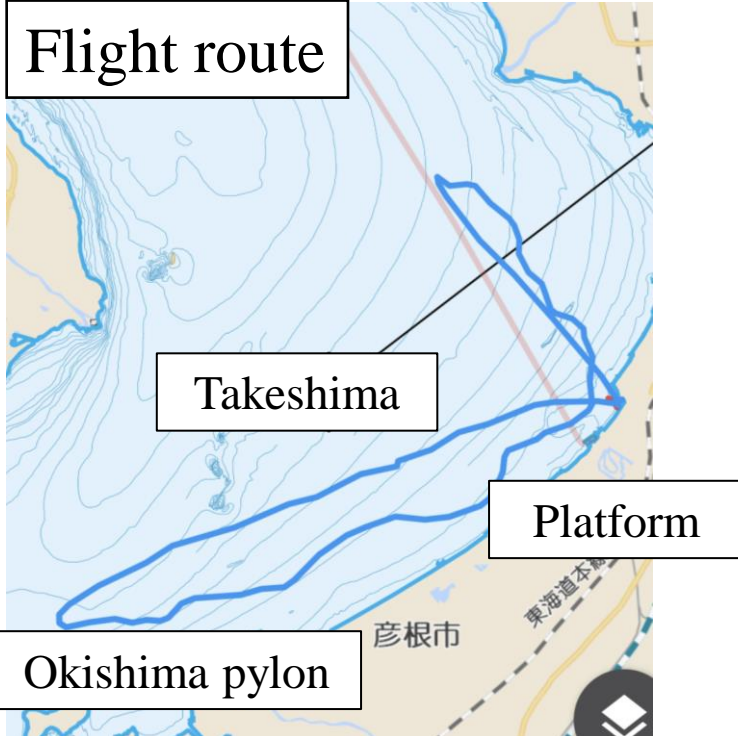 Flight route
Takeshima
Platform
東海道本線
彦根市
Okishima pylon